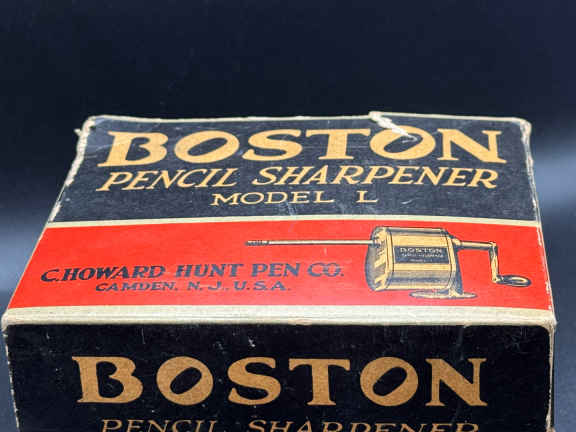 BOSTON
PENCIL SHARPENER
MODEL L
BOSTON
C. HOWARD HUNT PEN CO.
CAMDEN, N. J., U.S.A.
BOSTON
PENCIL SHARPENER